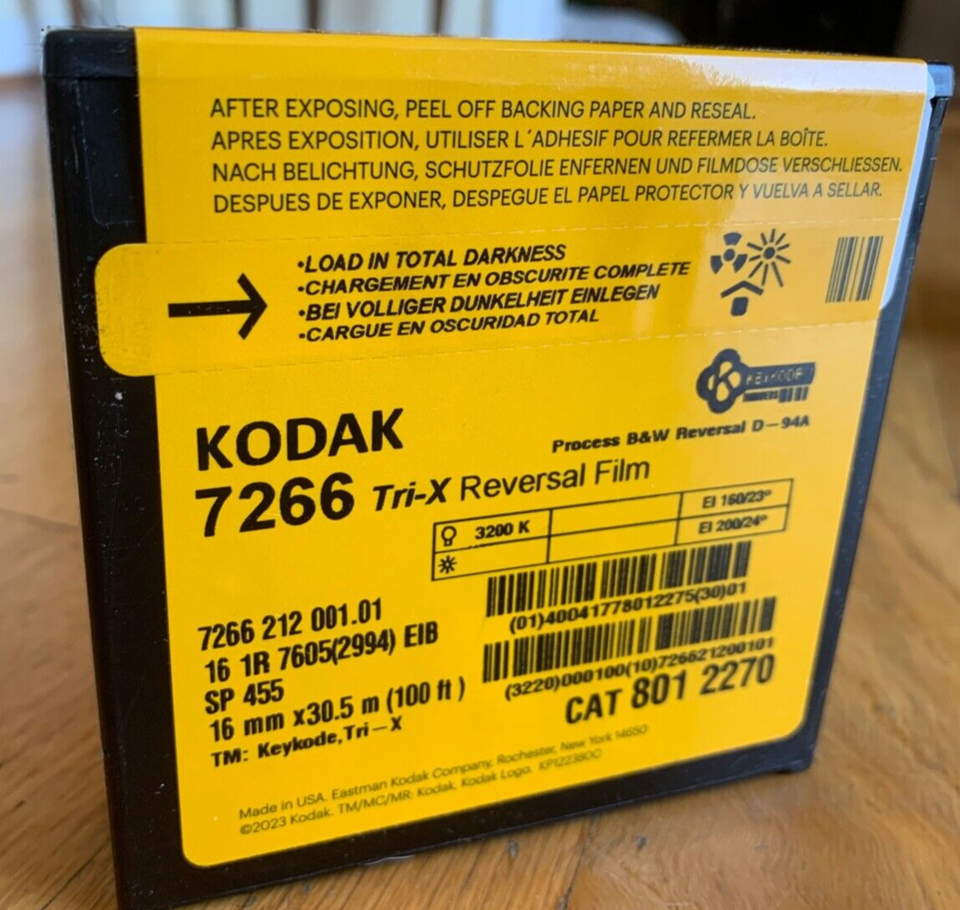 AFTER EXPOSING, PEEL OFF BACKING PAPER AND RESEAL.
APRES EXPOSITION, UTILISER L´ADHESIF POUR REFERMER LA BOÎTE.
NACH BELICHTUNG, SCHUTZFOLIE ENFERNEN UND FILMDOSE VERSCHLIESSEN.
DESPUES DE EXPONER, DESPEGUE EL PAPEL PROTECTOR Y VUELVA A SELLAR.
•LOAD IN TOTAL DARKNESS
•CHARGEMENT EN OBSCURITE COMPLETE
•BEI VOLLIGER DUNKELHEIT EINLEGEN
•CARGUE EN OSCURIDAD TOTAL
K KEYKODE
NUMBERS
KODAK
Process B&W Reversal D-94A
7266 Tri-X Reversal Film
3200 K EI 160/23º
EI 200/24º
7266 212 001.01
16 1R 7605(2994) EIB
SP 455
16 mm x30.5 m (100 ft )
TM: Keykode,Tri-X
(01)40041778012275(30)01
(3220)000100(10)726621200101
CAT 801 2270
Made in USA. Eastman Kodak Company, Rochester, New York 14650
©2023 Kodak. TM/MC/MR: Kodak, Kodak Logo. KP122380C